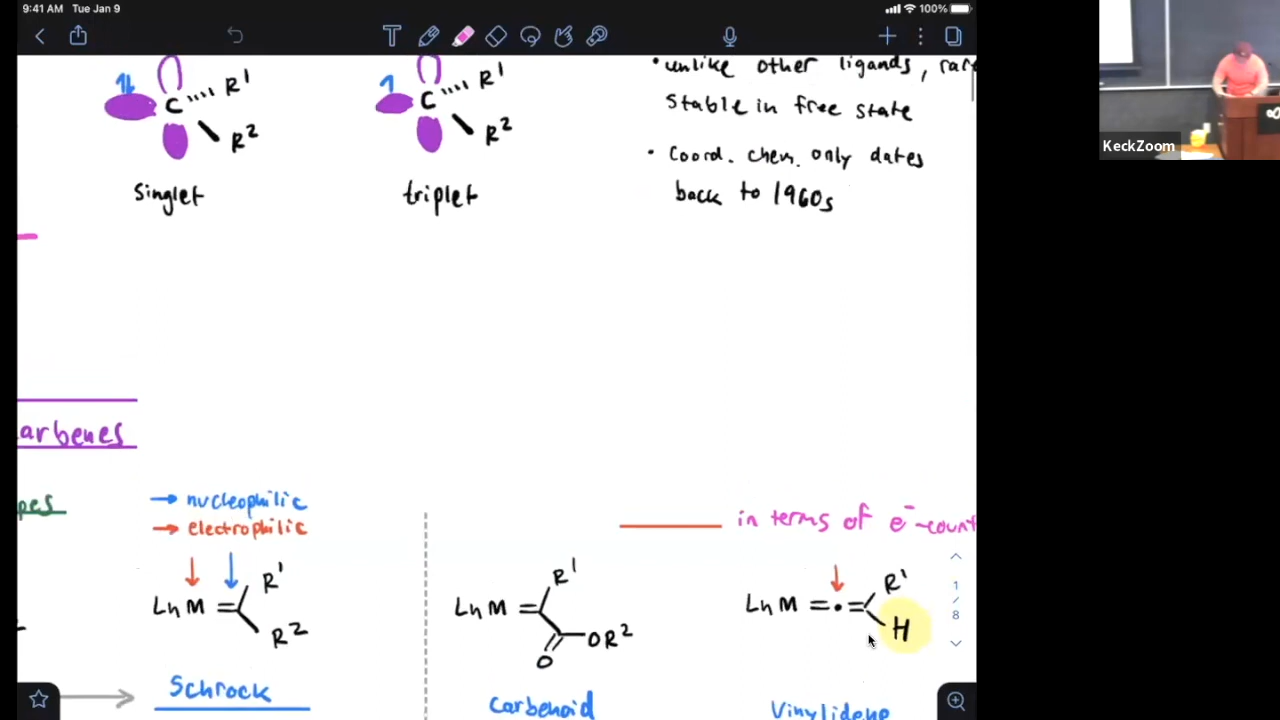 9:41 AM Tue Jan 9
100%
KeckZoom
C R¹
R²
singlet
C R¹
R²
triplet
• unlike other ligands, rare
stable in free state
• Coord. chem. only dates
back to 1960s
arbenes
pes
→ nucleophilic
→ electrophilic
LnM = R¹
R²
Schrock
LnM = R¹
OR²
O
Carbenoid
in terms of e⁻-count
LnM =•= R¹
H
Vinylidene
1
/
8